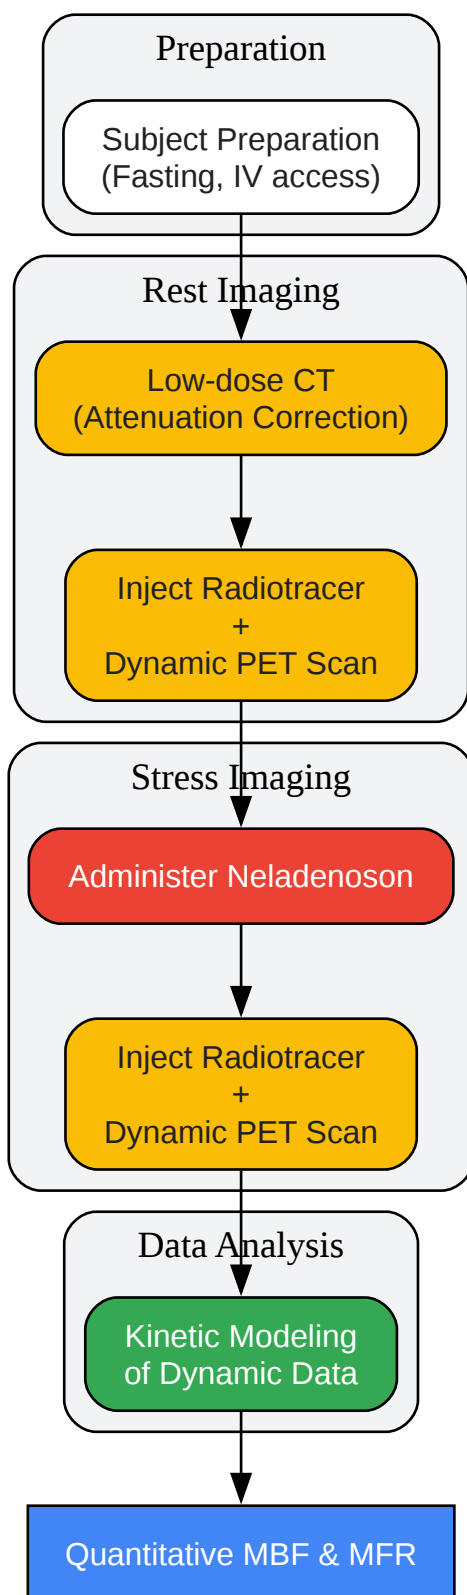 Preparation
Subject Preparation
(Fasting, IV access)
Rest Imaging
Low-dose CT
(Attenuation Correction)
Inject Radiotracer
+
Dynamic PET Scan
Stress Imaging
Administer Neladenoson
Inject Radiotracer
+
Dynamic PET Scan
Data Analysis
Kinetic Modeling
of Dynamic Data
Quantitative MBF & MFR